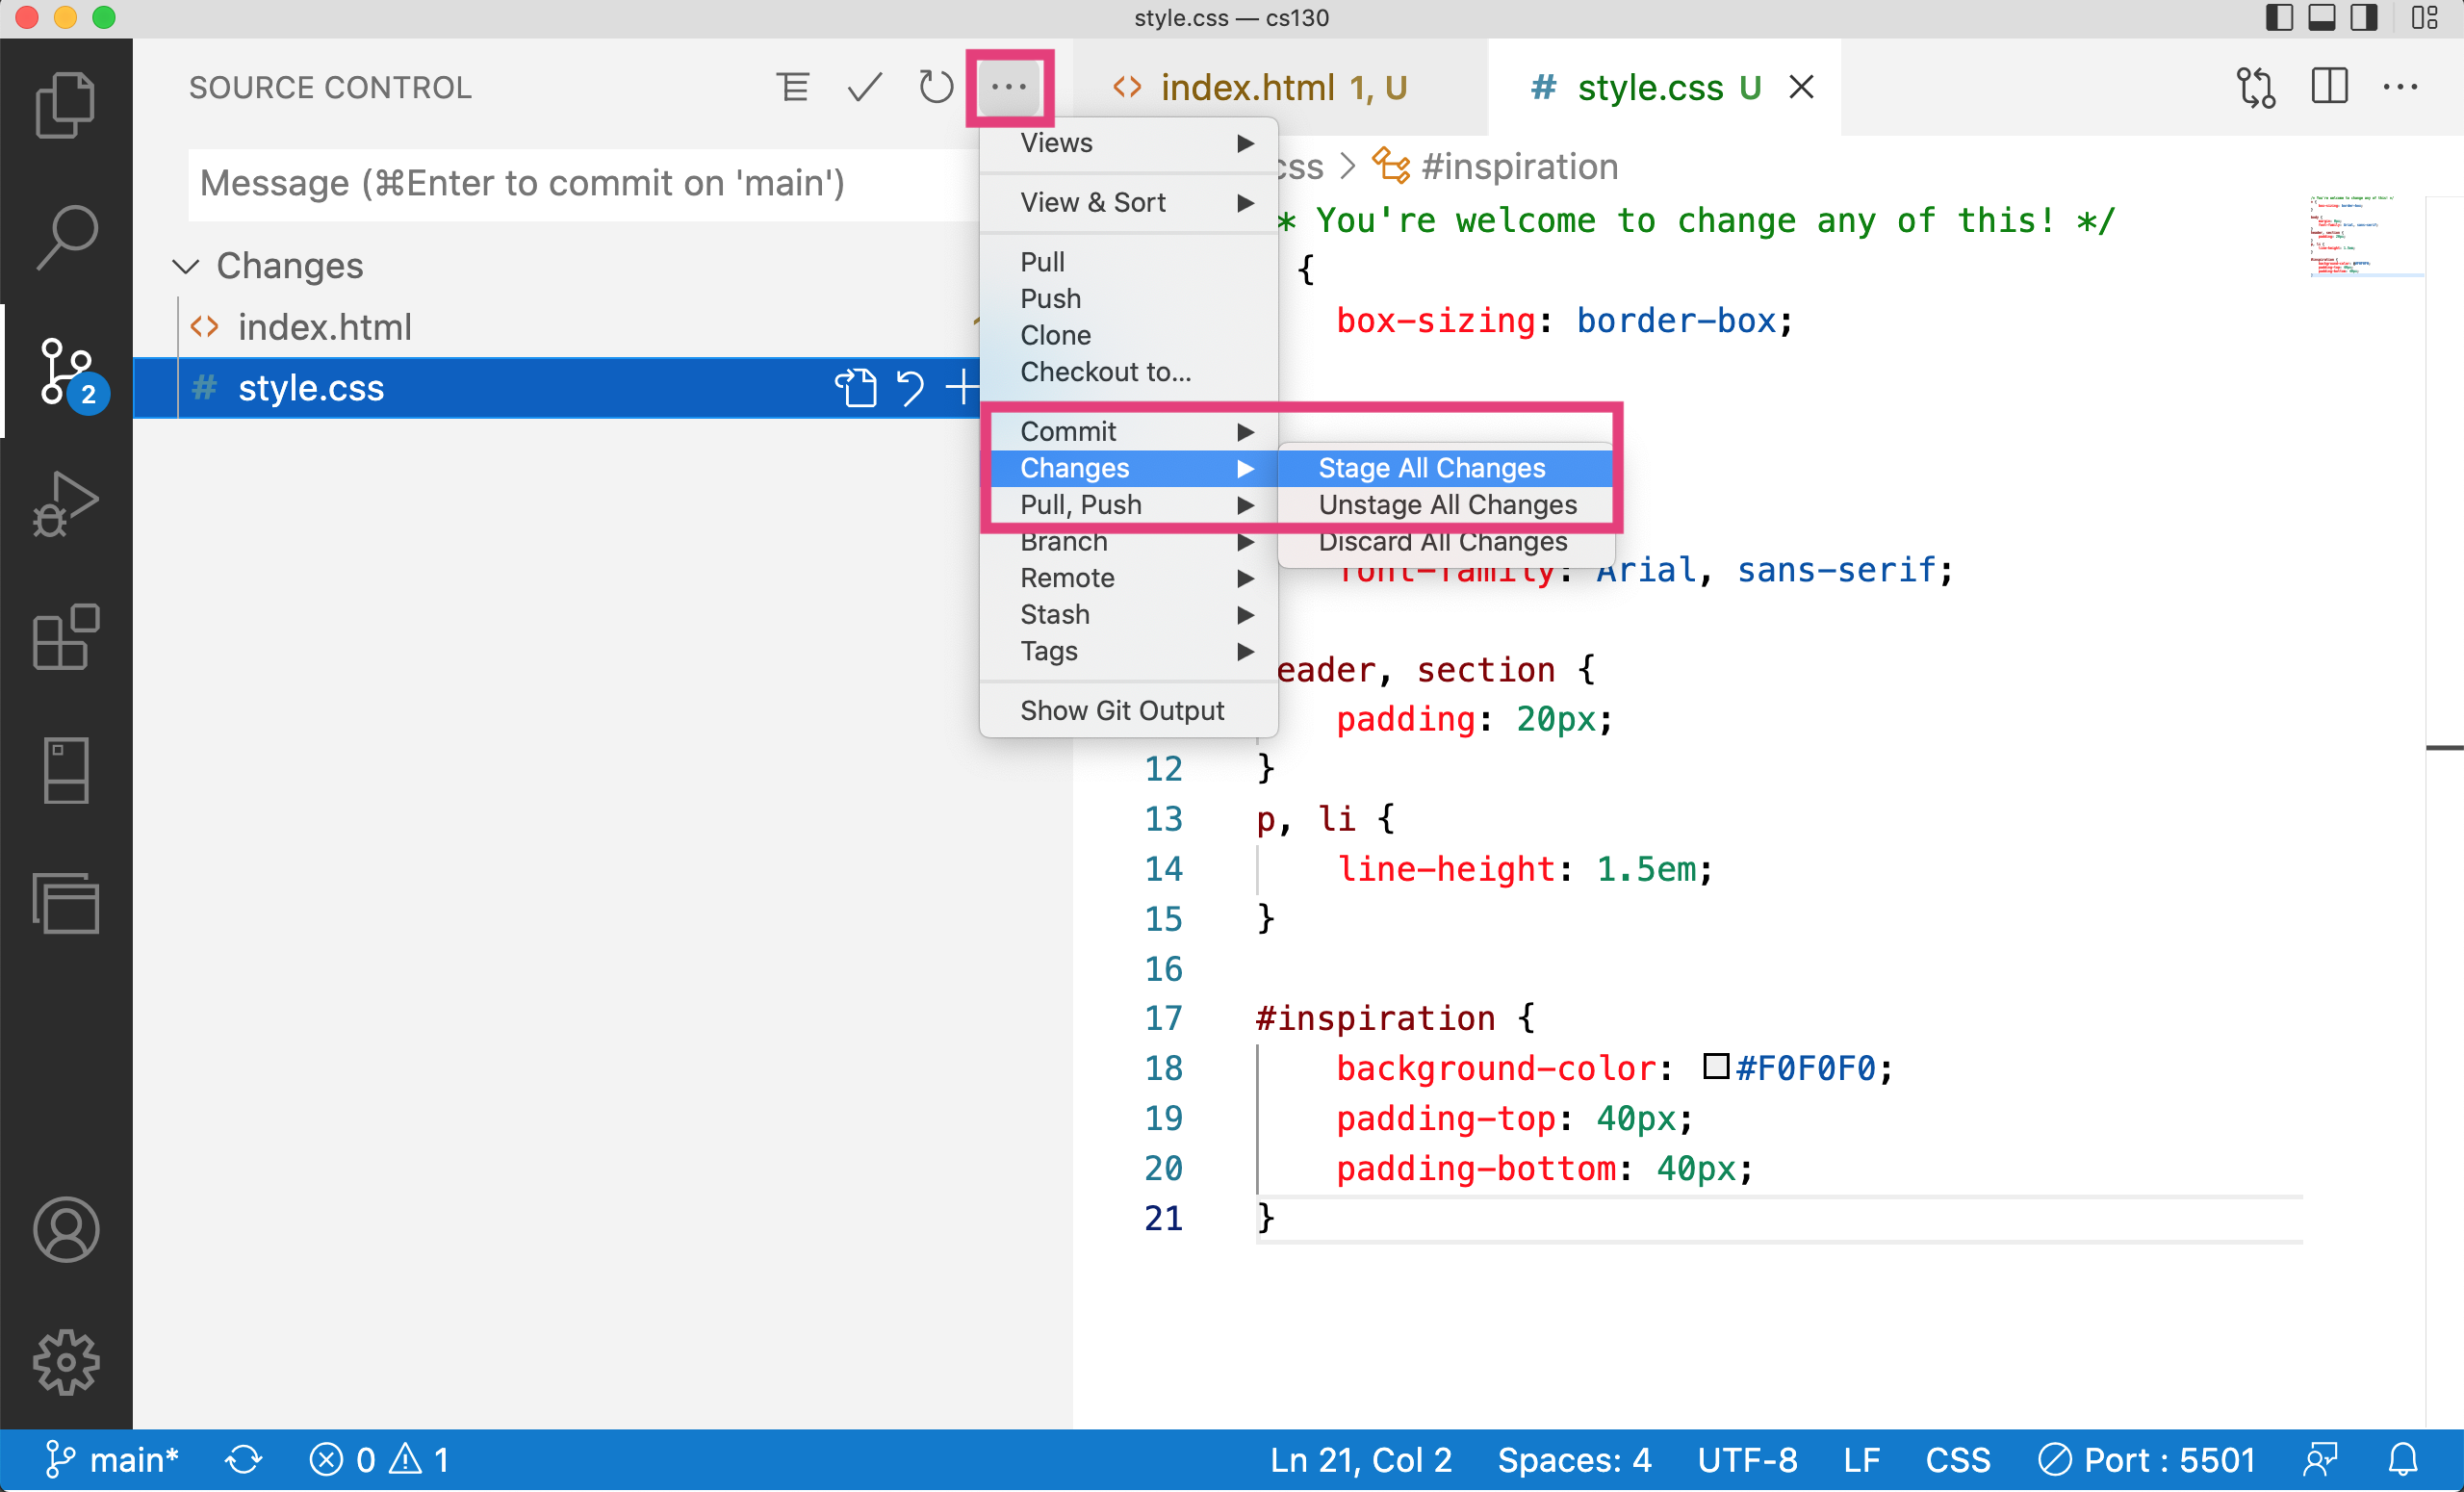 style.css — cs130
SOURCE CONTROL
index.html 1, U
style.css U
Message (⌘Enter to commit on 'main')
Changes
index.html
style.css
2
Views
View & Sort
Pull
Push
Clone
Checkout to...
Commit
Changes
Pull, Push
Branch
Remote
Stash
Tags
Show Git Output
Stage All Changes
Unstage All Changes
Discard All Changes
css > #inspiration
* You're welcome to change any of this! */
{
box-sizing: border-box;
font-family: Arial, sans-serif;
eader, section {
padding: 20px;
12 }
13 p, li {
14 line-height: 1.5em;
15 }
16
17 #inspiration {
18 background-color: #F0F0F0;
19 padding-top: 40px;
20 padding-bottom: 40px;
21 }
main* 0 1 Ln 21, Col 2 Spaces: 4 UTF-8 LF CSS Port : 5501